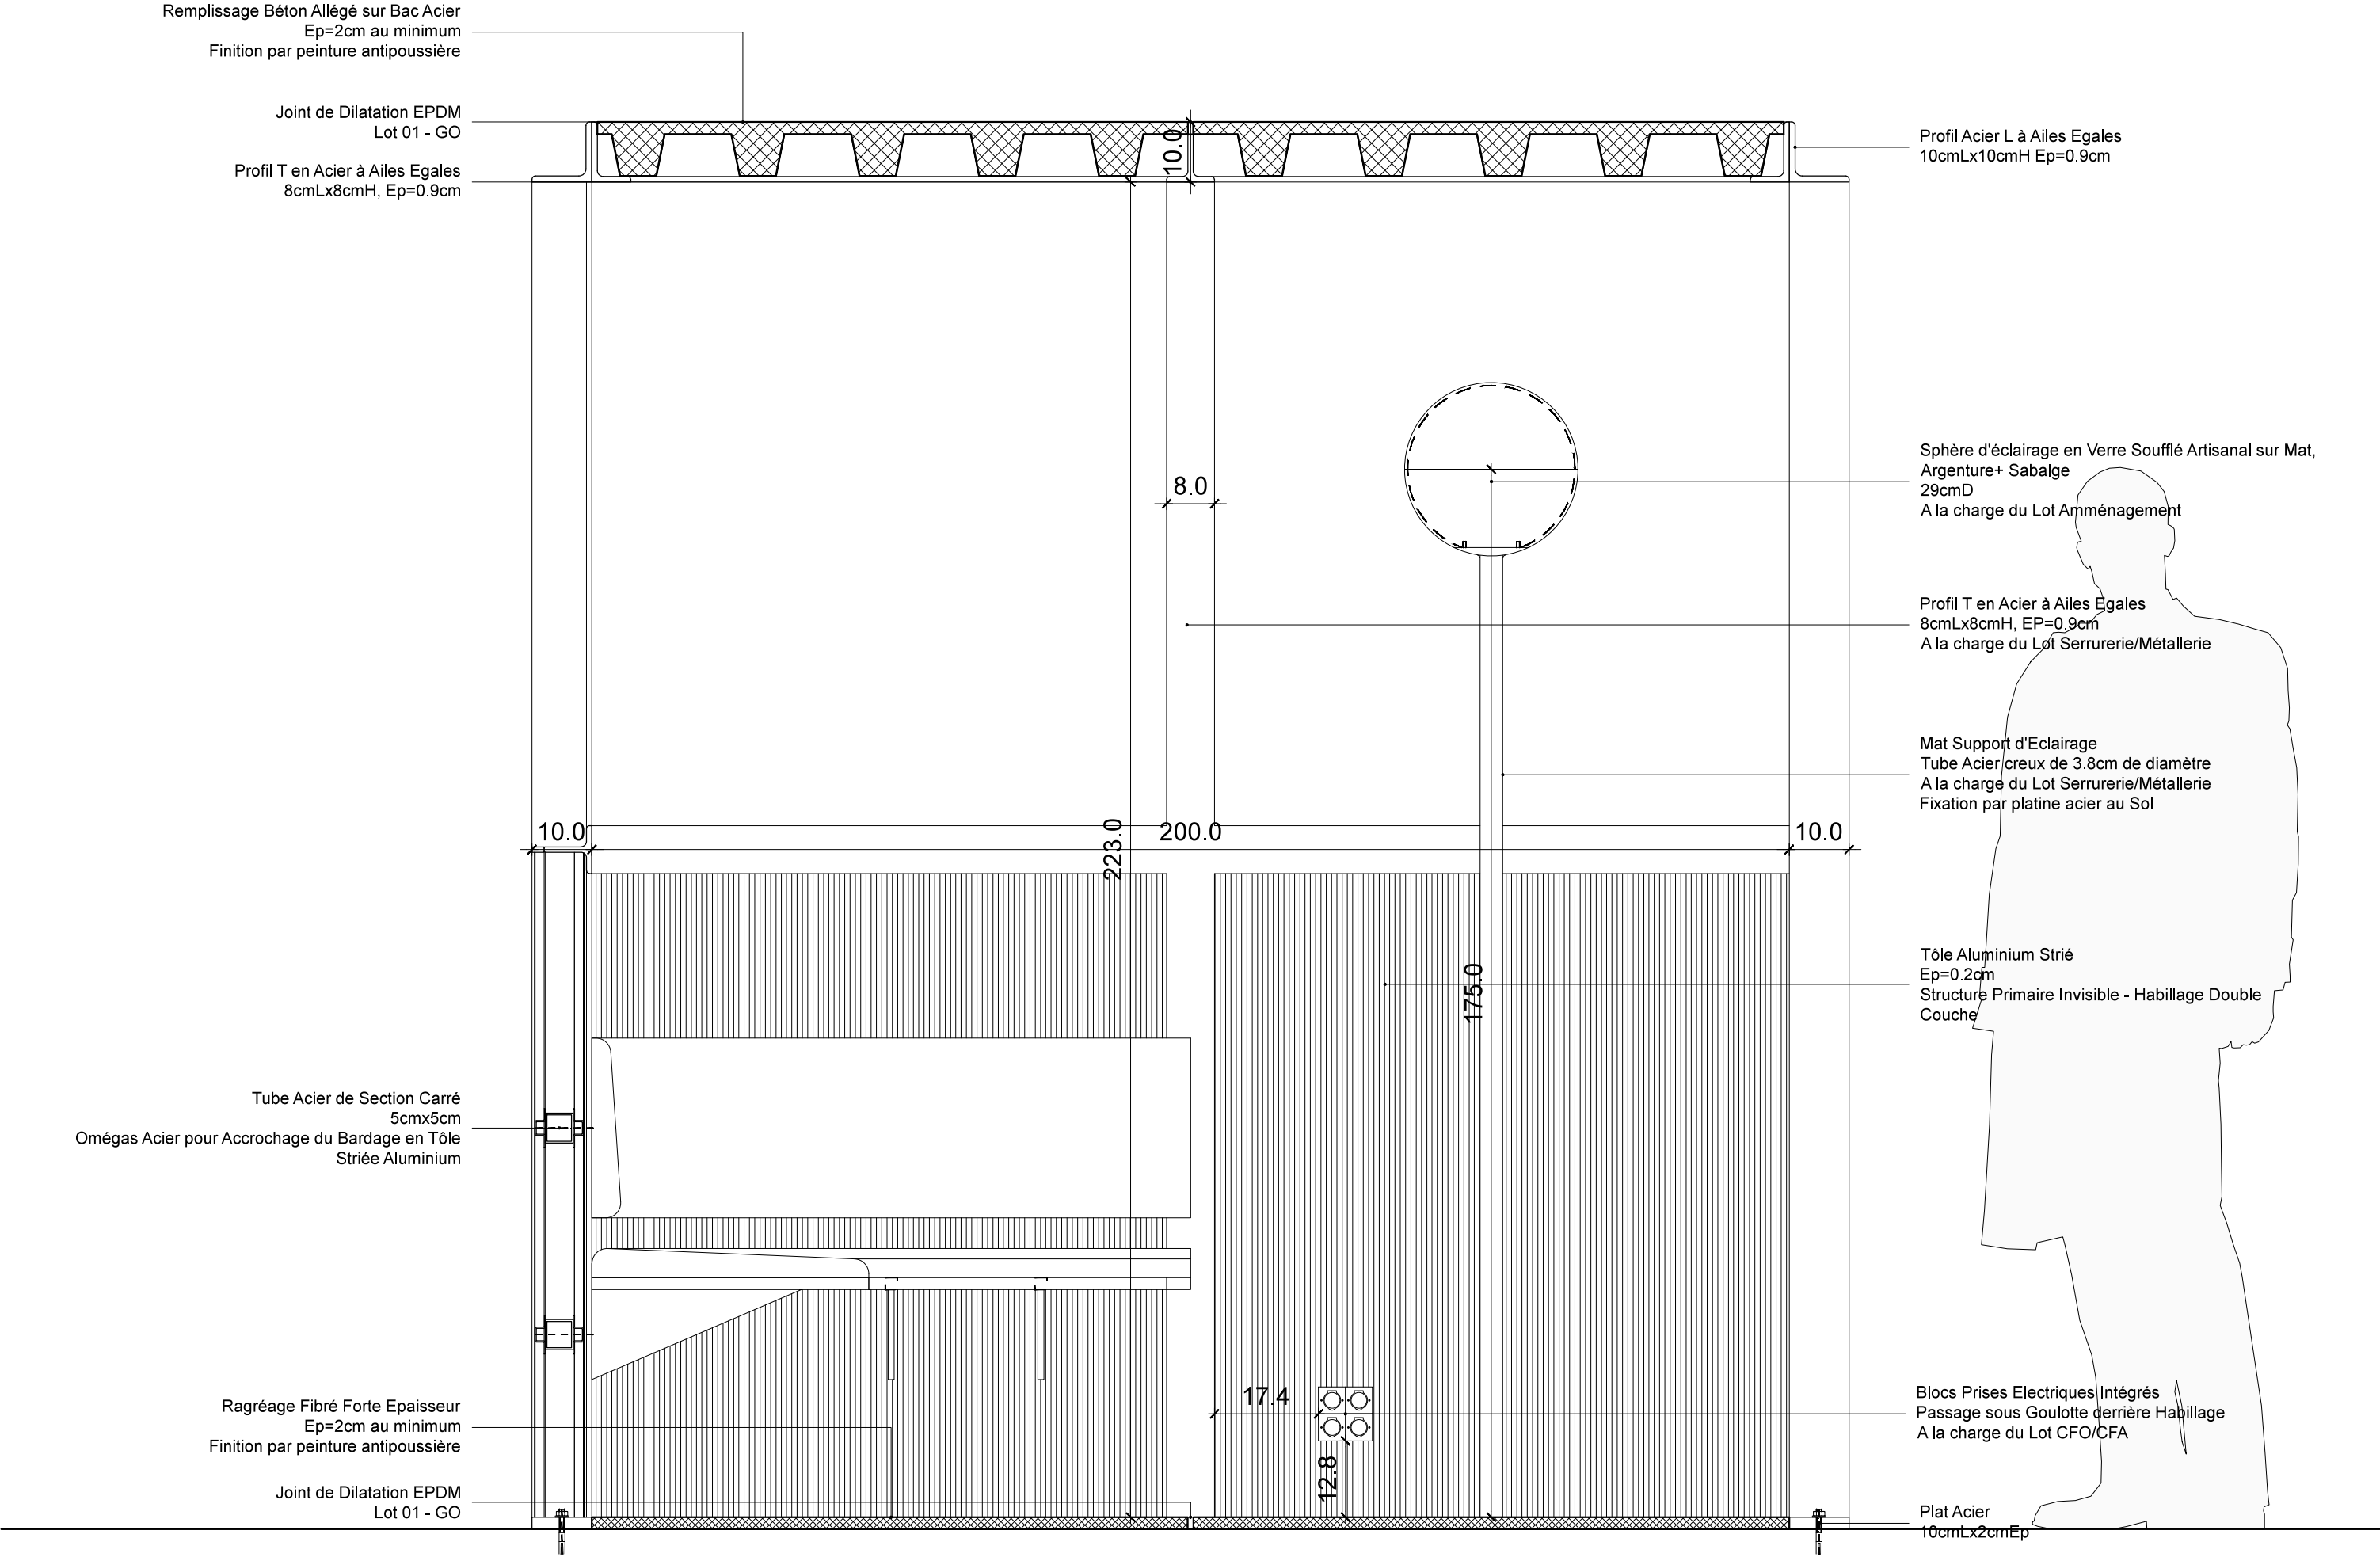 Remplissage Béton Allégé sur Bac Acier
Ep=2cm au minimum
Finition par peinture antipoussière
Joint de Dilatation EPDM
Lot 01 - GO
Profil T en Acier à Ailes Egales
8cmLx8cmH, Ep=0.9cm
10.0
Profil Acier L à Ailes Egales
10cmLx10cmH Ep=0.9cm
8.0
Sphère d'éclairage en Verre Soufflé Artisanal sur Mat,
Argenture+ Sabalge
29cmD
A la charge du Lot Amménagement
Profil T en Acier à Ailes Egales
8cmLx8cmH, EP=0.9cm
A la charge du Lot Serrurerie/Métallerie
Mat Support d'Eclairage
Tube Acier creux de 3.8cm de diamètre
A la charge du Lot Serrurerie/Métallerie
Fixation par platine acier au Sol
10.0
223.0
200.0
10.0
175.0
Tôle Aluminium Strié
Ep=0.2cm
Structure Primaire Invisible - Habillage Double
Couche
Tube Acier de Section Carré
5cmx5cm
Omégas Acier pour Accrochage du Bardage en Tôle
Striée Aluminium
Ragréage Fibré Forte Epaisseur
Ep=2cm au minimum
Finition par peinture antipoussière
17.4
12.8
Blocs Prises Electriques Intégrés
Passage sous Goulotte derrière Habillage
A la charge du Lot CFO/CFA
Joint de Dilatation EPDM
Lot 01 - GO
Plat Acier
10cmLx2cmEp